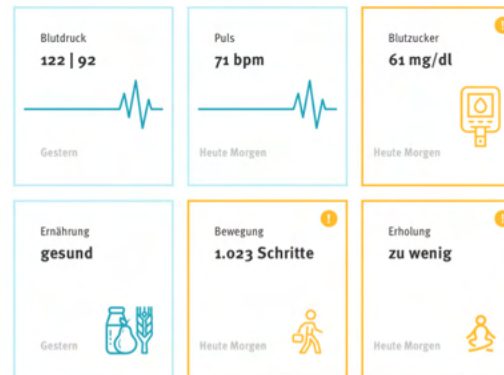 Blutdruck
122 | 92
Gestern
Puls
71 bpm
Heute Morgen
Blutzucker
61 mg/dl
Heute Morgen
Ernährung
gesund
Gestern
Bewegung
1.023 Schritte
Heute Morgen
Erholung
zu wenig
Heute Morgen